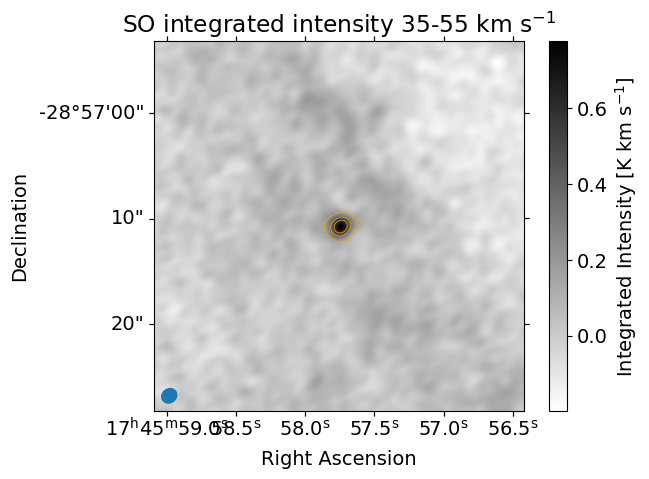 SO integrated intensity 35-55 km s⁻¹
-28°57'00"
10"
20"
Declination
17ʰ45ᵐ59.0ˢ 58.5ˢ 58.0ˢ 57.5ˢ 57.0ˢ 56.5ˢ
Right Ascension
0.6
0.4
0.2
0.0
Integrated Intensity [K km s⁻¹]